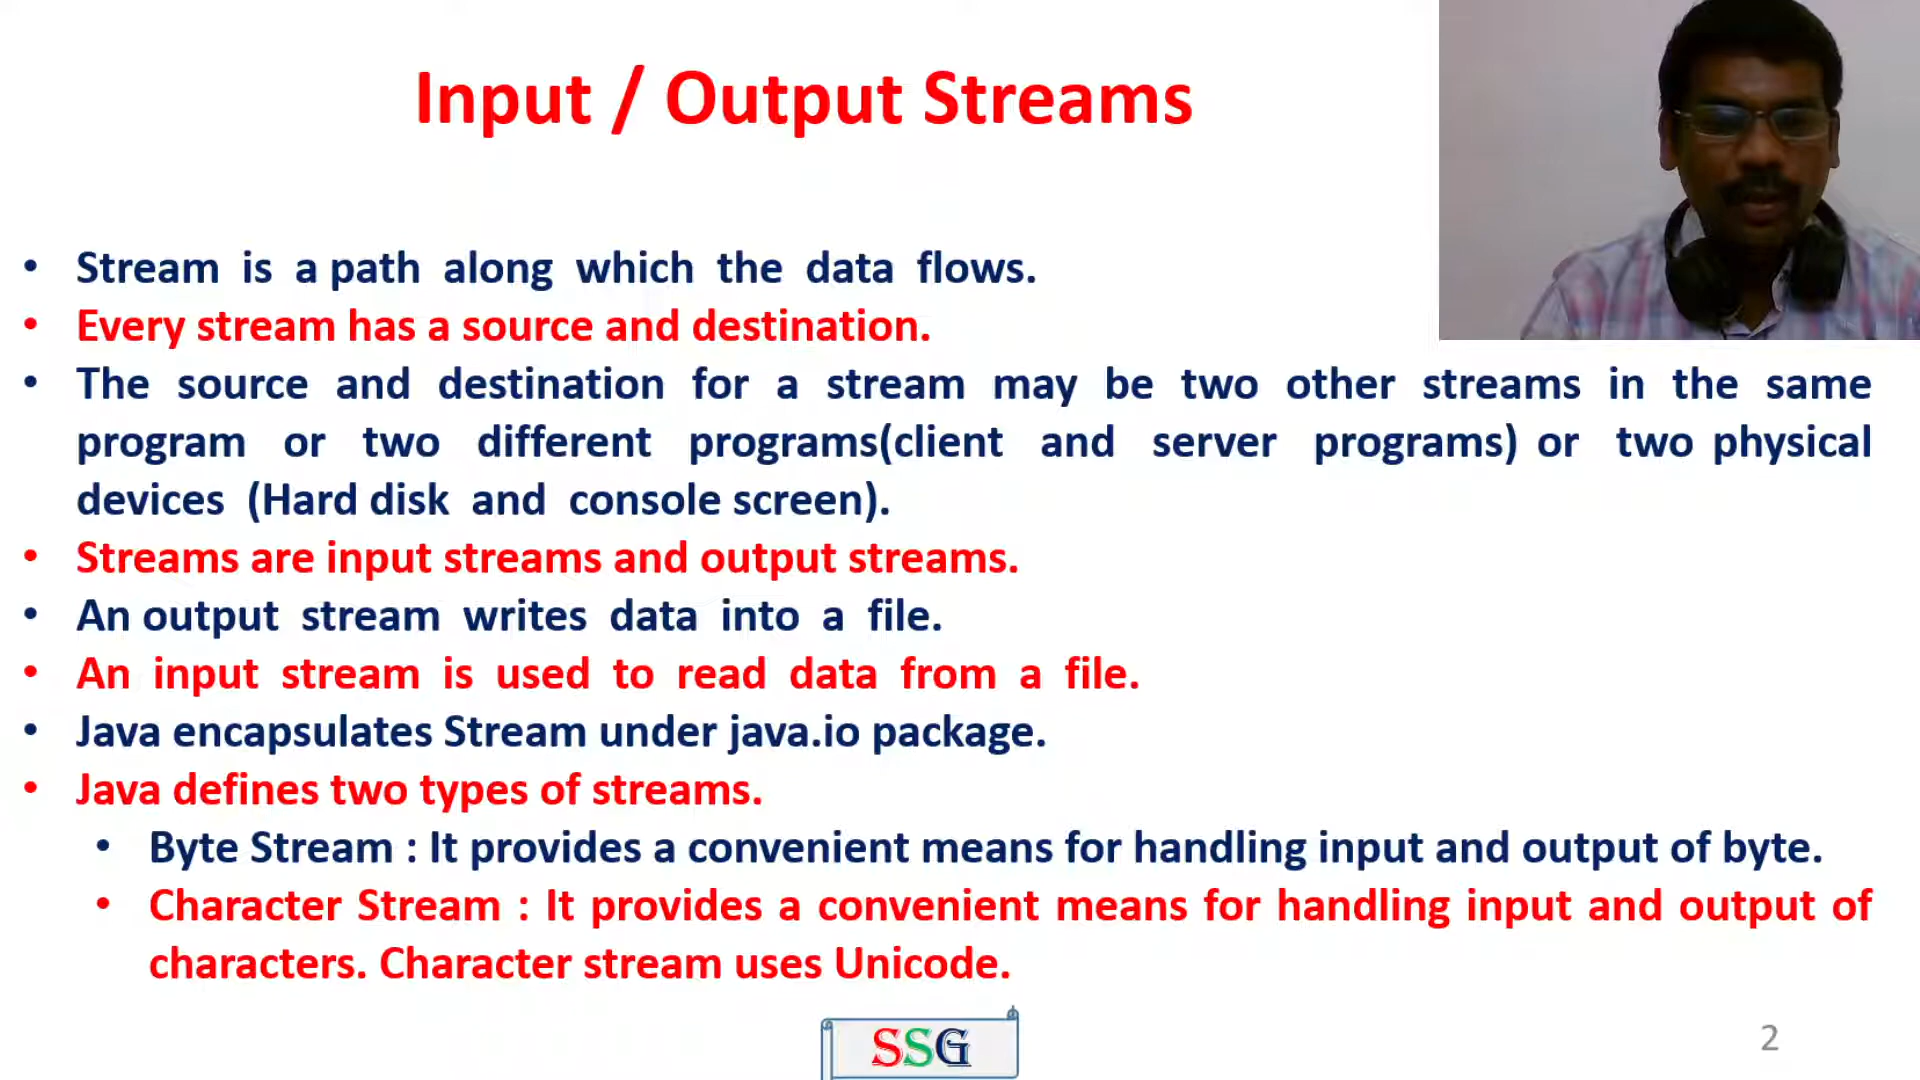 Input / Output Streams
• Stream is a path along which the data flows.
• Every stream has a source and destination.
• The source and destination for a stream may be two other streams in the same
program or two different programs(client and server programs) or two physical
devices (Hard disk and console screen).
• Streams are input streams and output streams.
• An output stream writes data into a file.
• An input stream is used to read data from a file.
• Java encapsulates Stream under java.io package.
• Java defines two types of streams.
• Byte Stream : It provides a convenient means for handling input and output of byte.
• Character Stream : It provides a convenient means for handling input and output of
characters. Character stream uses Unicode.
SSG
2